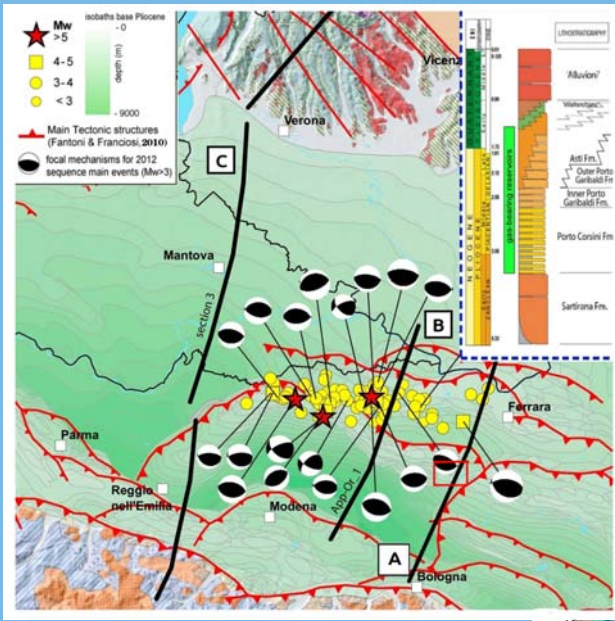 Mw
>5
4 - 5
3 - 4
< 3
isobaths base Pliocene
- 0
depth (m)
- 9000
Main Tectonic structures
(Fantoni & Franciosi, 2010)
focal mechanisms for 2012
sequence main events (Mw>3)
Vicenz
Verona
C
Mantova
section 3
B
Ferrara
Parma
Reggio
nell'Emilia
Modena
App-Or_1
A
Bologna
LITHOSTRATIGRAPHY
"Alluvioni"
Asti Fm.
Outer Porto
Garibaldi Fm
Inner Porto
Garibaldi Fm.
Porto Corsini Fm
Sartirana Fm.
gas-bearing reservoirs
NEOGENE
PLIOCENE